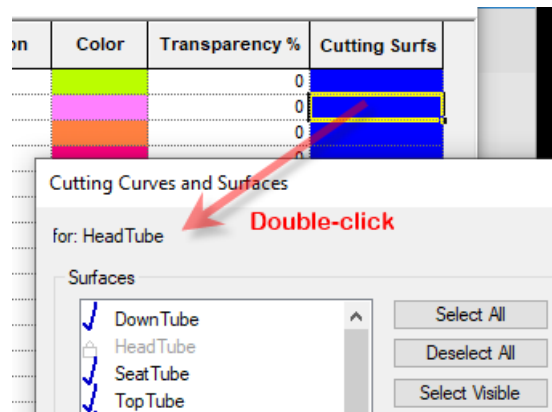 on Color Transparency % Cutting Surfs
0
0
0
0
Cutting Curves and Surfaces
Double-click
for: HeadTube
Surfaces
DownTube
HeadTube
SeatTube
TopTube
Select All
Deselect All
Select Visible